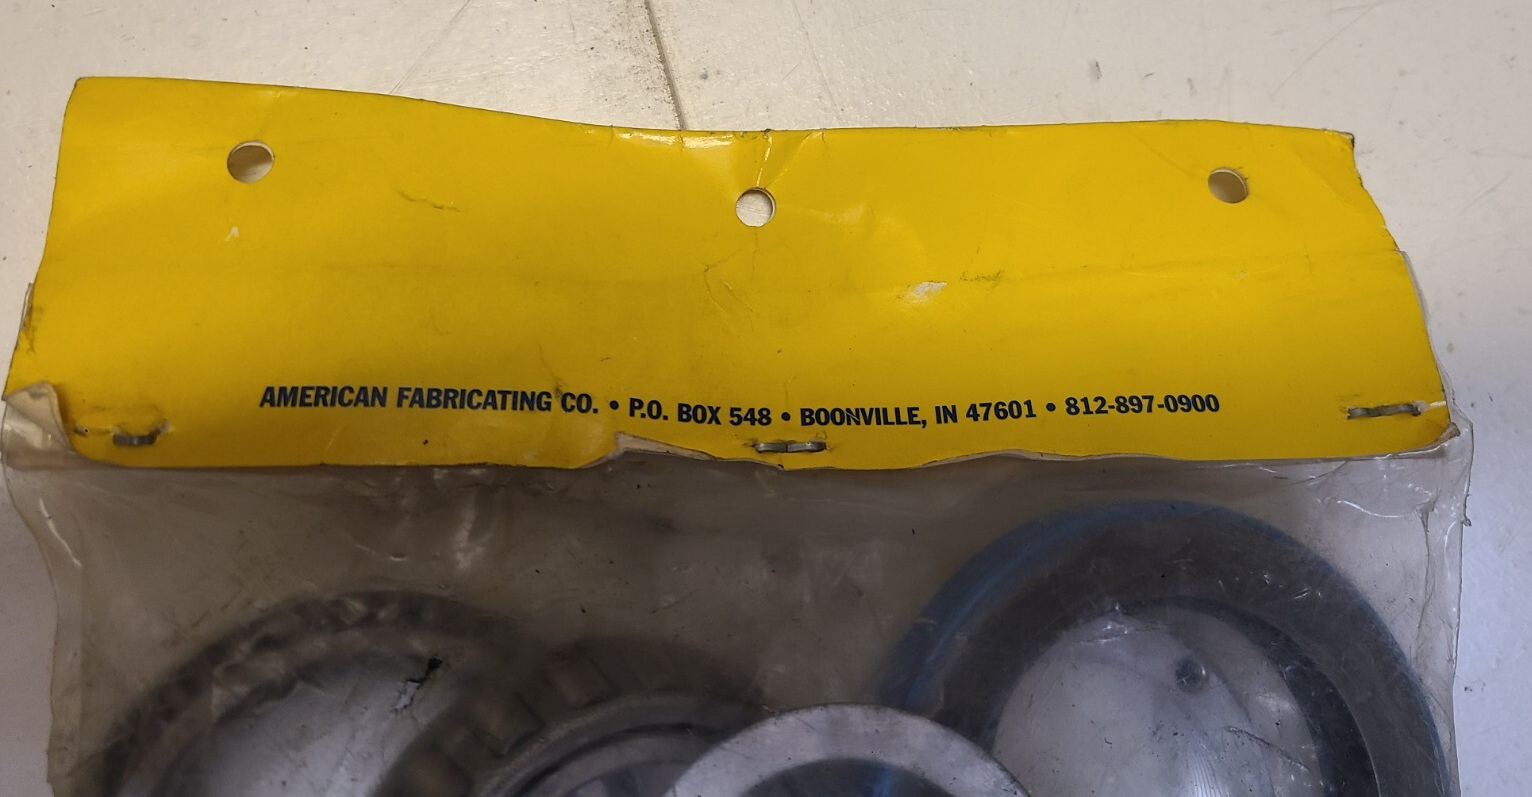 AMERICAN FABRICATING CO. • P.O. BOX 548 • BOONVILLE, IN 47601 • 812-897-0900